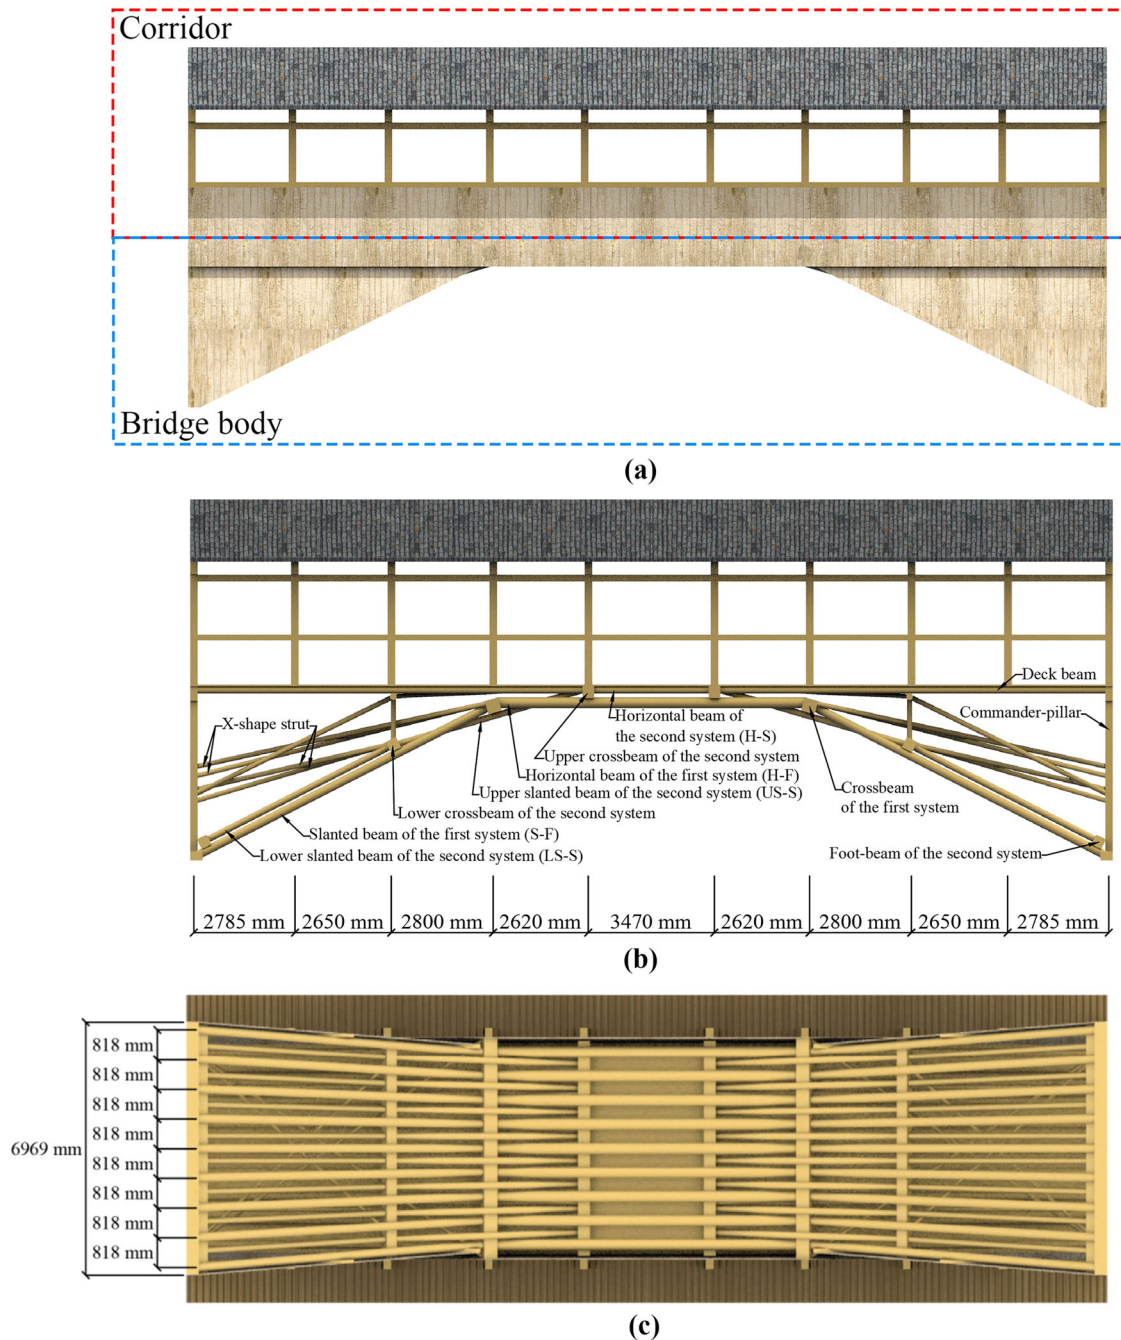 Corridor
Bridge body
(a)
Deck beam
X-shape strut
Commander-pillar
Horizontal beam of
the second system (H-S)
Upper crossbeam of the second system
Horizontal beam of the first system (H-F)
Upper slanted beam of the second system (US-S)
Crossbeam
of the first system
Lower crossbeam of the second system
Slanted beam of the first system (S-F)
Lower slanted beam of the second system (LS-S)
Foot-beam of the second system
2785 mm 2650 mm 2800 mm 2620 mm 3470 mm 2620 mm 2800 mm 2650 mm 2785 mm
(b)
818 mm
818 mm
818 mm
818 mm
6969 mm
818 mm
818 mm
818 mm
818 mm
(c)